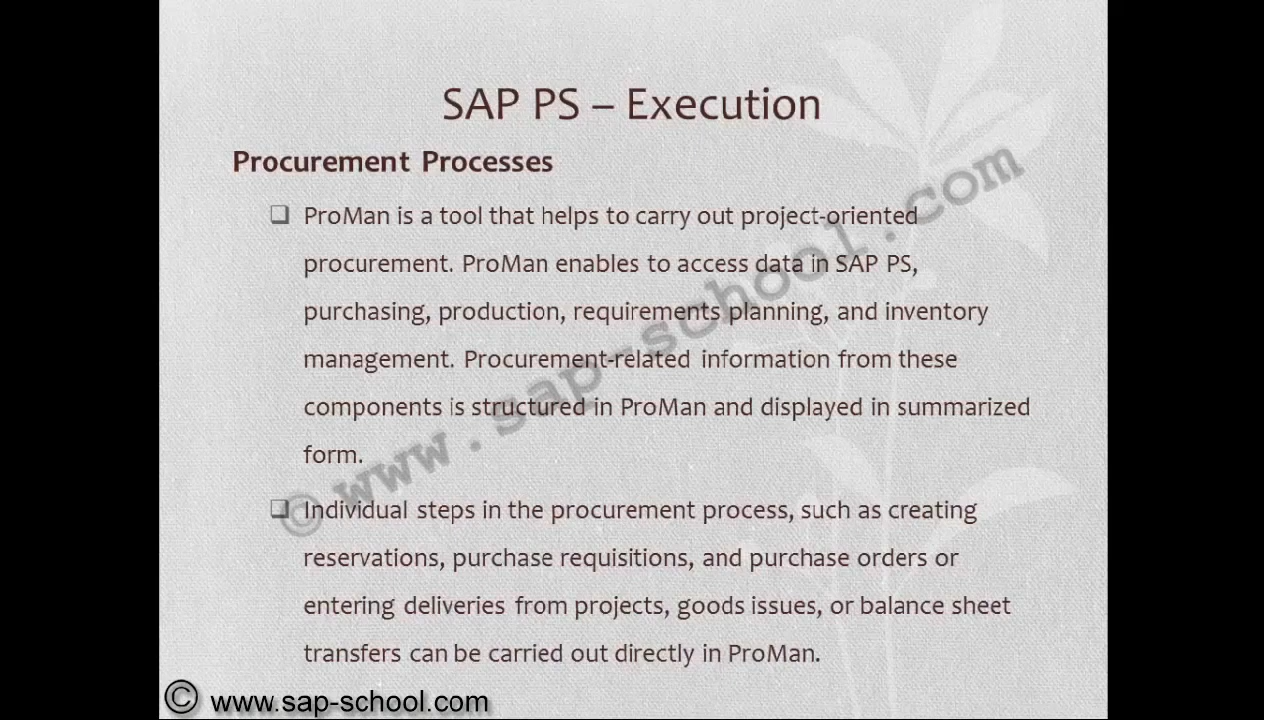 SAP PS – Execution
Procurement Processes
❑ ProMan is a tool that helps to carry out project-oriented
procurement. ProMan enables to access data in SAP PS,
purchasing, production, requirements planning, and inventory
management. Procurement-related information from these
components is structured in ProMan and displayed in summarized
form.
❑ Individual steps in the procurement process, such as creating
reservations, purchase requisitions, and purchase orders or
entering deliveries from projects, goods issues, or balance sheet
transfers can be carried out directly in ProMan.
© www.sap-school.com
© www.sap-school.com